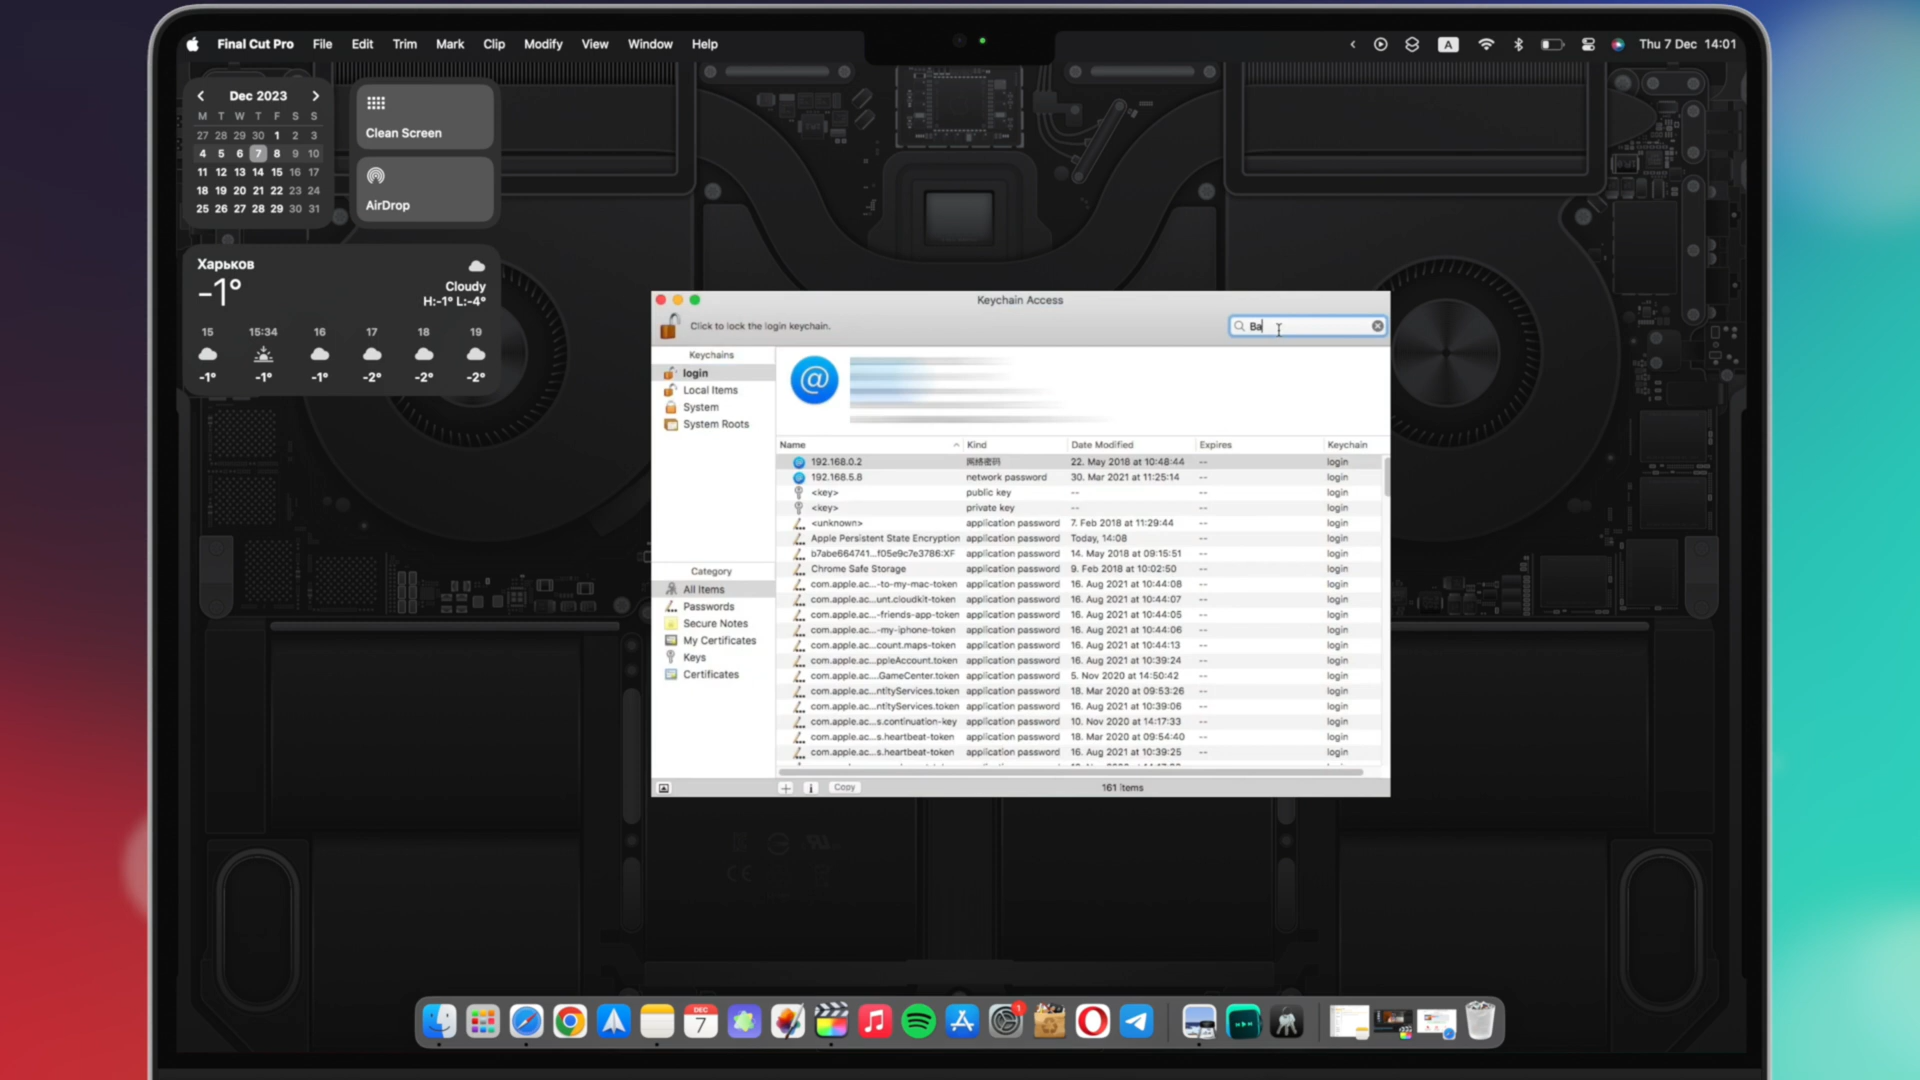 Final Cut Pro File Edit Trim Mark Clip Modify View Window Help
A Thu 7 Dec 14:01
Dec 2023
M T W T F S S
27 28 29 30 1 2 3
4 5 6 7 8 9 10
11 12 13 14 15 16 17
18 19 20 21 22 23 24
25 26 27 28 29 30 31
Clean Screen
AirDrop
Харьков
−1°
Cloudy
H:-1° L:-4°
15 15:34 16 17 18 19
-1° -1° -1° -2° -2° -2°
Keychain Access
Click to lock the login keychain.
Ba
Keychains
login
Local Items
System
System Roots
Category
All Items
Passwords
Secure Notes
My Certificates
Keys
Certificates
Name Kind Date Modified Expires Keychain
192.168.0.2 网络密码 22. May 2018 at 10:48:44 -- login
192.168.5.8 network password 30. Mar 2021 at 11:25:14 -- login
<key> public key -- -- login
<key> private key -- -- login
<unknown> application password 7. Feb 2018 at 11:29:44 -- login
Apple Persistent State Encryption application password Today, 14:08 -- login
b7abe664741...f05e9c7e3786:XF application password 14. May 2018 at 09:15:51 -- login
Chrome Safe Storage application password 9. Feb 2018 at 10:02:50 -- login
com.apple.ac...-to-my-mac-token application password 16. Aug 2021 at 10:44:08 -- login
com.apple.ac...unt.cloudkit-token application password 16. Aug 2021 at 10:44:07 -- login
com.apple.ac...-friends-app-token application password 16. Aug 2021 at 10:44:05 -- login
com.apple.ac...-my-iphone-token application password 16. Aug 2021 at 10:44:06 -- login
com.apple.ac...count.maps-token application password 16. Aug 2021 at 10:44:13 -- login
com.apple.ac...ppleAccount.token application password 16. Aug 2021 at 10:39:24 -- login
com.apple.ac....GameCenter.token application password 5. Nov 2020 at 14:50:42 -- login
com.apple.ac...ntityServices.token application password 18. Mar 2020 at 09:53:26 -- login
com.apple.ac...ntityServices.token application password 16. Aug 2021 at 10:39:06 -- login
com.apple.ac...s.continuation-key application password 10. Nov 2020 at 14:17:33 -- login
com.apple.ac...s.heartbeat-token application password 18. Mar 2020 at 09:54:40 -- login
com.apple.ac...s.heartbeat-token application password 16. Aug 2021 at 10:39:25 -- login
Copy
161 items
DEC
7
1